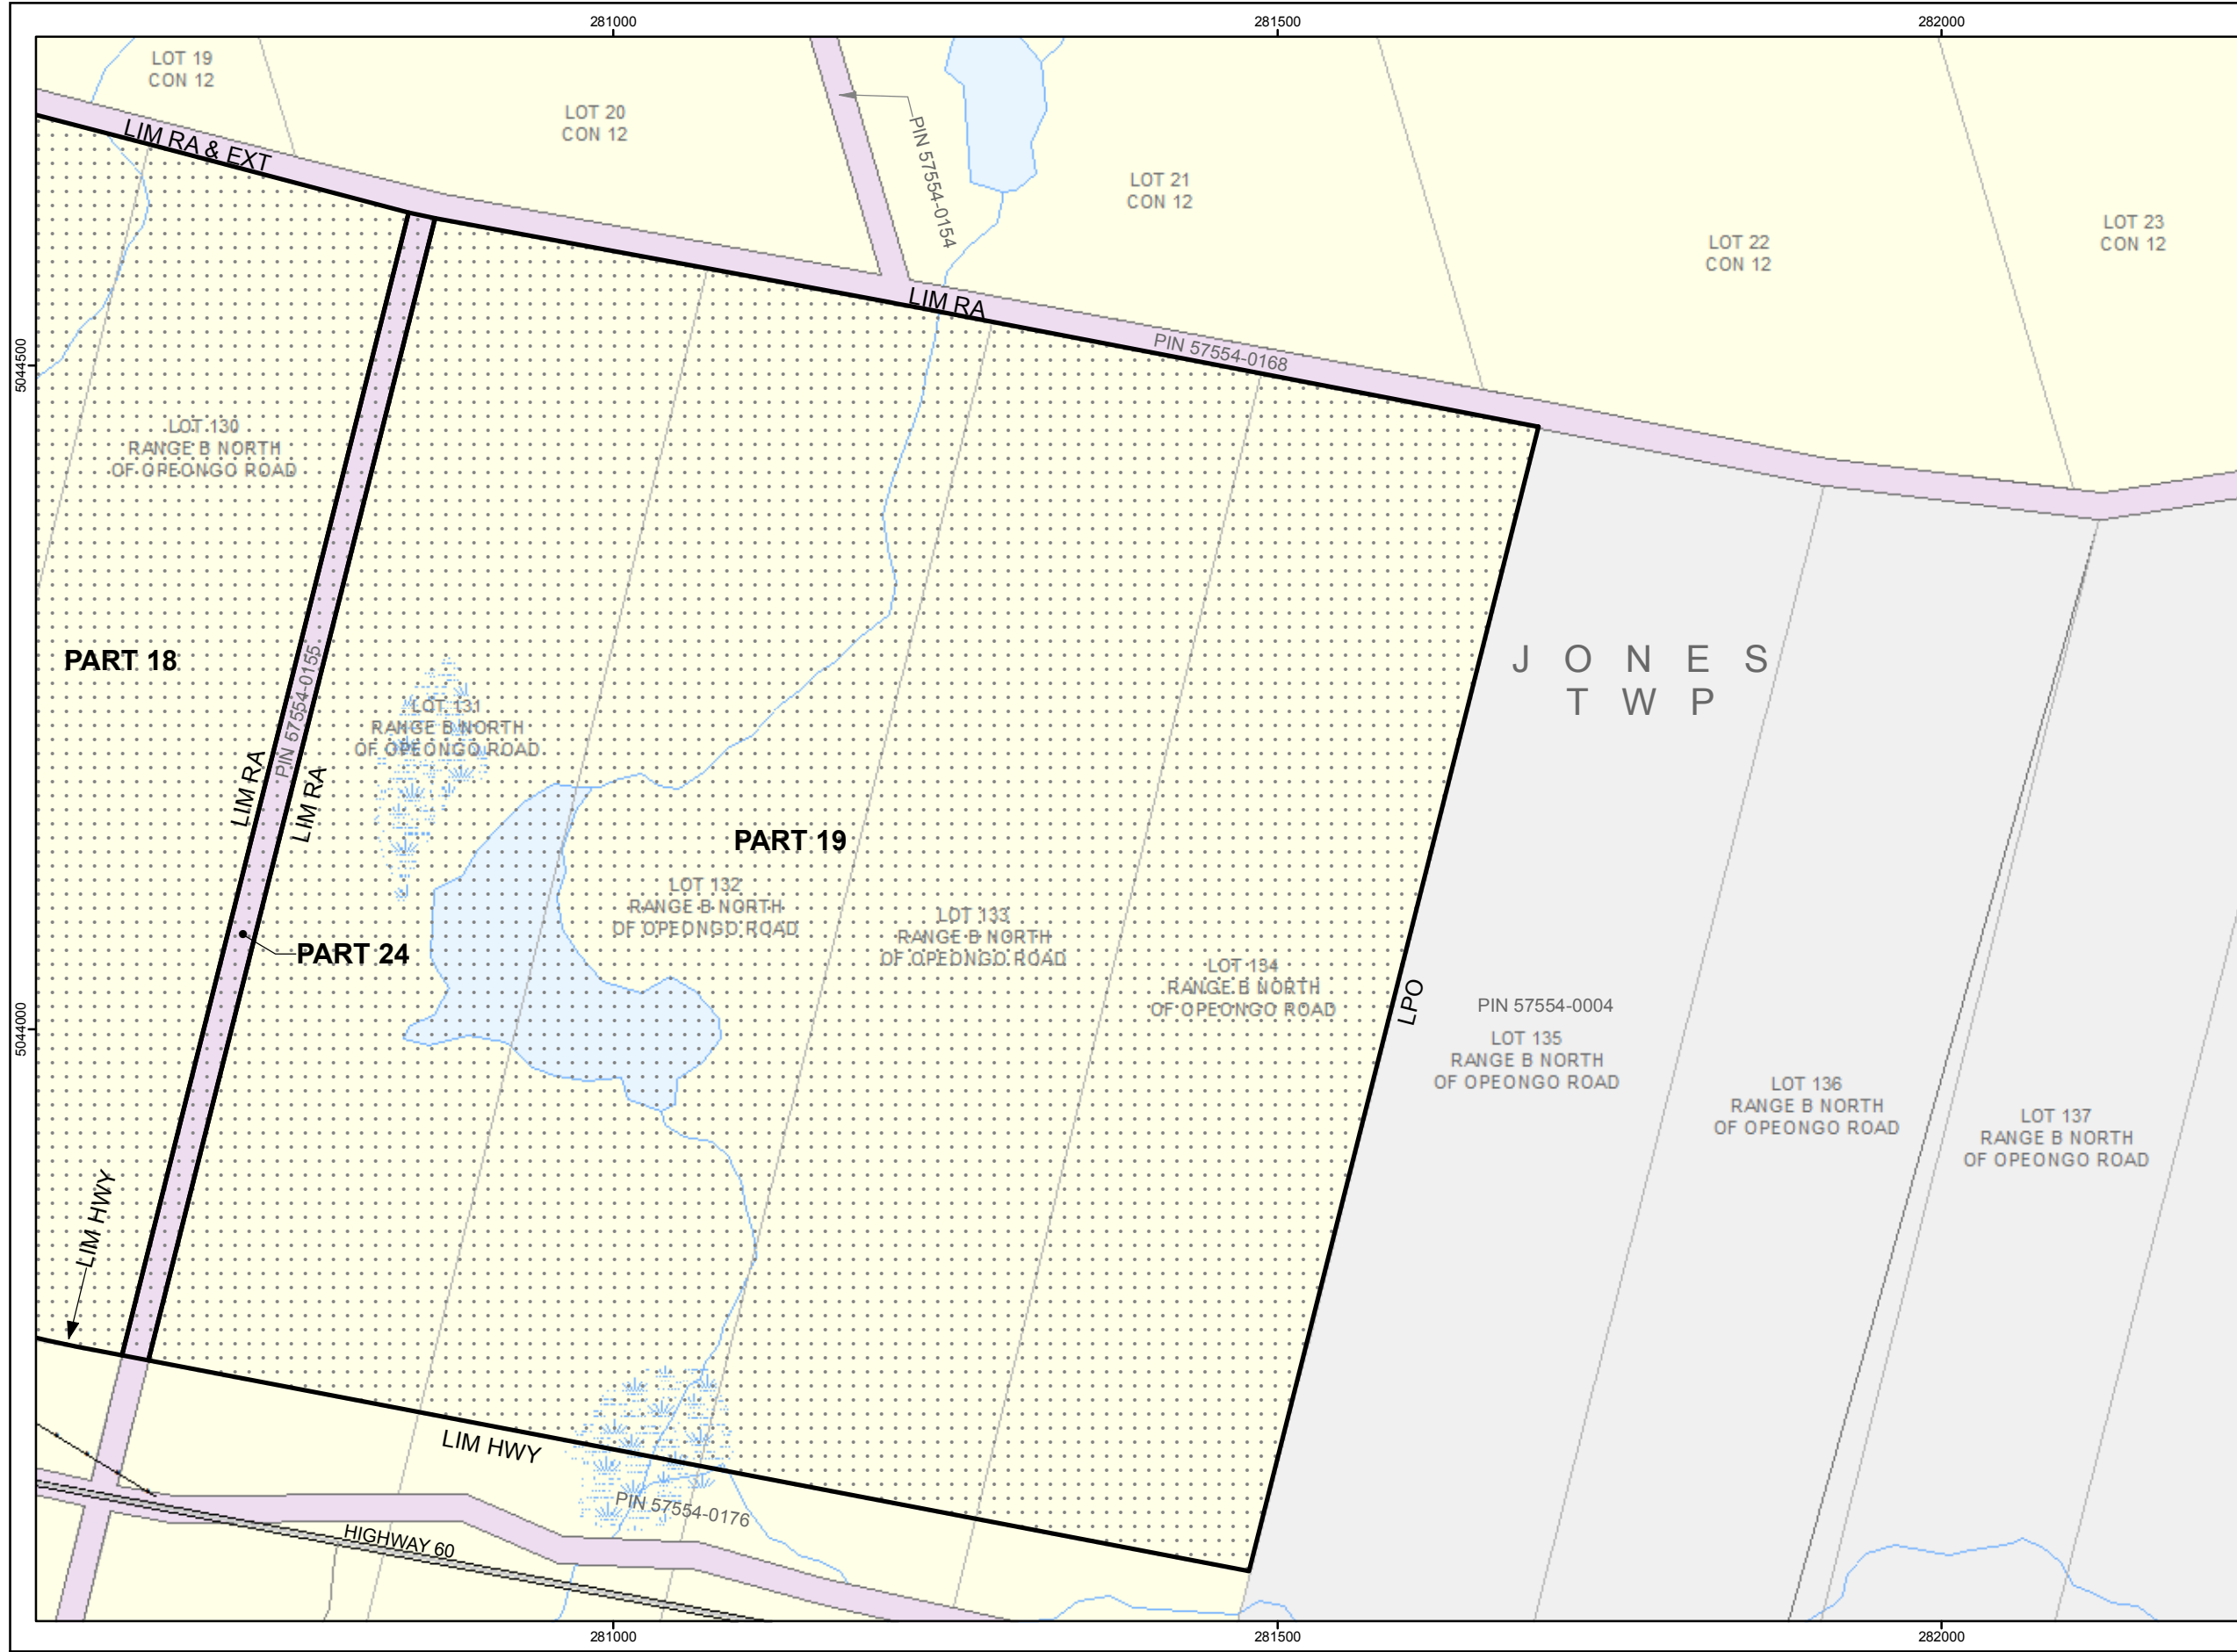 281000
281500
282000
LOT 19
CON 12
LOT 20
CON 12
LIM RA & EXT
PIN 57554-0154
LOT 21
CON 12
LOT 22
CON 12
LOT 23
CON 12
LIM RA
PIN 57554-0168
5044500
LOT 130
RANGE B NORTH
OF OPEONGO ROAD
PART 18
PIN 57554-0155
J O N E S
T W P
LOT 131
RANGE B NORTH
OF OPEONGO ROAD
LIM RA
LIM RA
PART 19
LOT 132
RANGE B NORTH
OF OPEONGO ROAD
LOT 133
RANGE B NORTH
OF OPEONGO ROAD
PART 24
LOT 134
RANGE B NORTH
OF OPEONGO ROAD
LPO
PIN 57554-0004
5044000
LOT 135
RANGE B NORTH
OF OPEONGO ROAD
LOT 136
RANGE B NORTH
OF OPEONGO ROAD
LOT 137
RANGE B NORTH
OF OPEONGO ROAD
LIM HWY
LIM HWY
PIN 57554-0176
HIGHWAY 60
281000
281500
282000